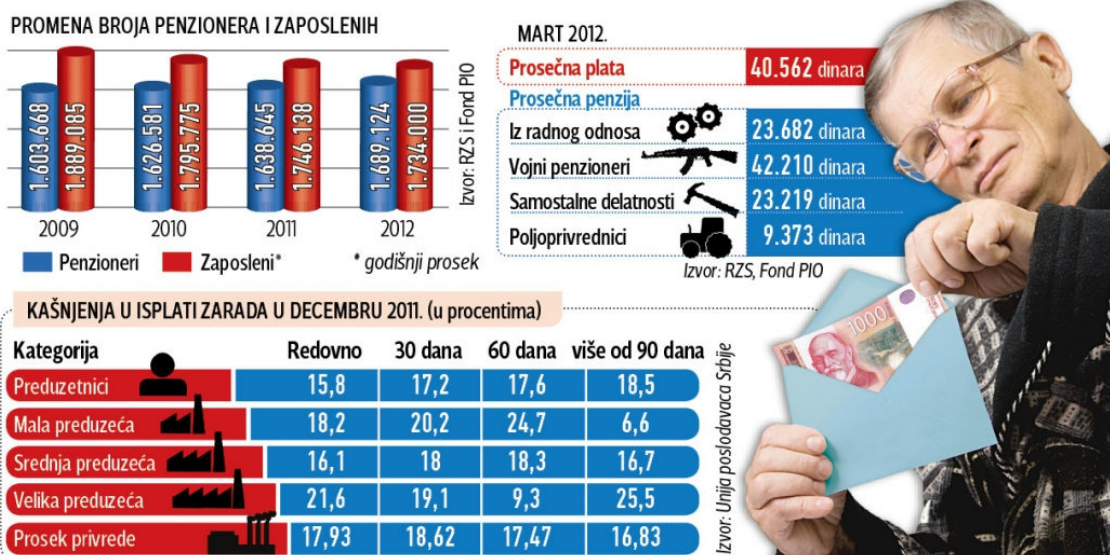 PROMENA BROJA PENZIONERA I ZAPOSLENIH
1.603.668 1.889.085 1.626.581 1.795.775 1.638.645 1.746.138 1.689.124 1.734.000
2009 2010 2011 2012
Penzioneri Zaposleni* * godišnji prosek
Izvor: RZS i Fond PIO
MART 2012.
Prosečna plata 40.562 dinara
Prosečna penzija
Iz radnog odnosa 23.682 dinara
Vojni penzioneri 42.210 dinara
Samostalne delatnosti 23.219 dinara
Poljoprivrednici 9.373 dinara
Izvor: RZS, Fond PIO
1000
KAŠNJENJA U ISPLATI ZARADA U DECEMBRU 2011. (u procentima)
Kategorija Redovno 30 dana 60 dana više od 90 dana
Preduzetnici 15,8 17,2 17,6 18,5
Mala preduzeća 18,2 20,2 24,7 6,6
Srednja preduzeća 16,1 18 18,3 16,7
Velika preduzeća 21,6 19,1 9,3 25,5
Prosek privrede 17,93 18,62 17,47 16,83
Izvor: Unija poslodavaca Srbije